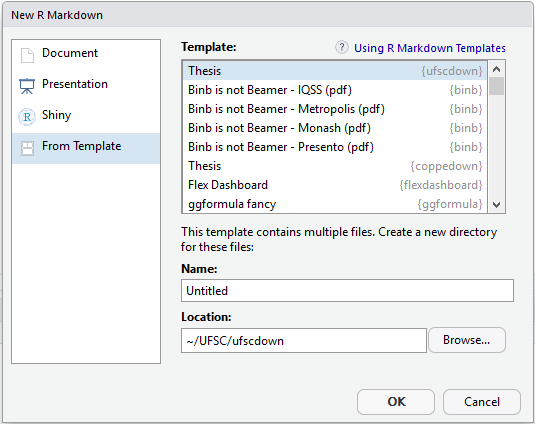 New R Markdown
Document
Presentation
Shiny
From Template
Template:
Using R Markdown Templates
Thesis {ufscdown}
Binb is not Beamer - IQSS (pdf) {binb}
Binb is not Beamer - Metropolis (pdf) {binb}
Binb is not Beamer - Monash (pdf) {binb}
Binb is not Beamer - Presento (pdf) {binb}
Thesis {coppedown}
Flex Dashboard {flexdashboard}
ggformula fancy {ggformula}
This template contains multiple files. Create a new directory
for these files:
Name:
Untitled
Location:
~/UFSC/ufscdown
Browse...
OK
Cancel